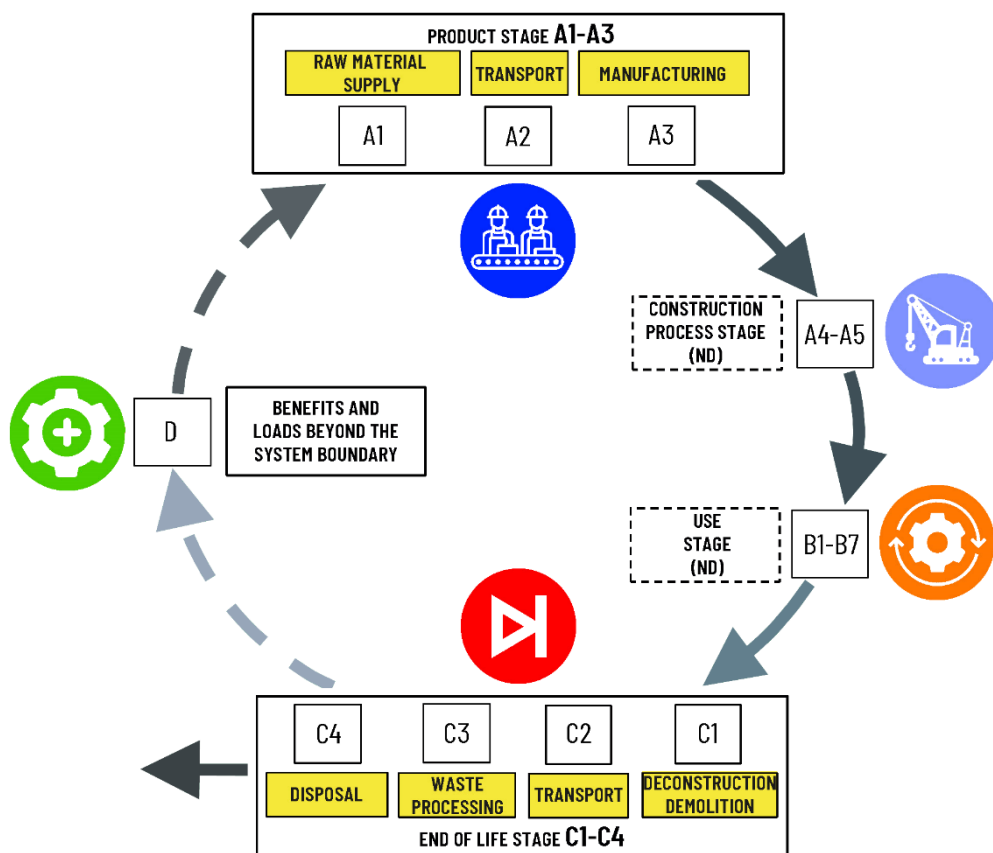 PRODUCT STAGE A1-A3
RAW MATERIAL
SUPPLY
TRANSPORT
MANUFACTURING
A1
A2
A3
CONSTRUCTION
PROCESS STAGE
(ND)
A4-A5
D
BENEFITS AND
LOADS BEYOND THE
SYSTEM BOUNDARY
USE
STAGE
(ND)
B1-B7
C4
C3
C2
C1
DISPOSAL
WASTE
PROCESSING
TRANSPORT
DECONSTRUCTION
DEMOLITION
END OF LIFE STAGE C1-C4